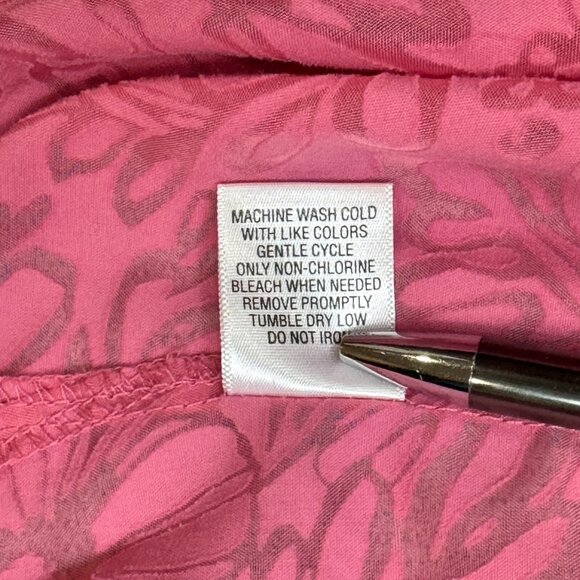 MACHINE WASH COLD
WITH LIKE COLORS
GENTLE CYCLE
ONLY NON-CHLORINE
BLEACH WHEN NEEDED
REMOVE PROMPTLY
TUMBLE DRY LOW
DO NOT IRON